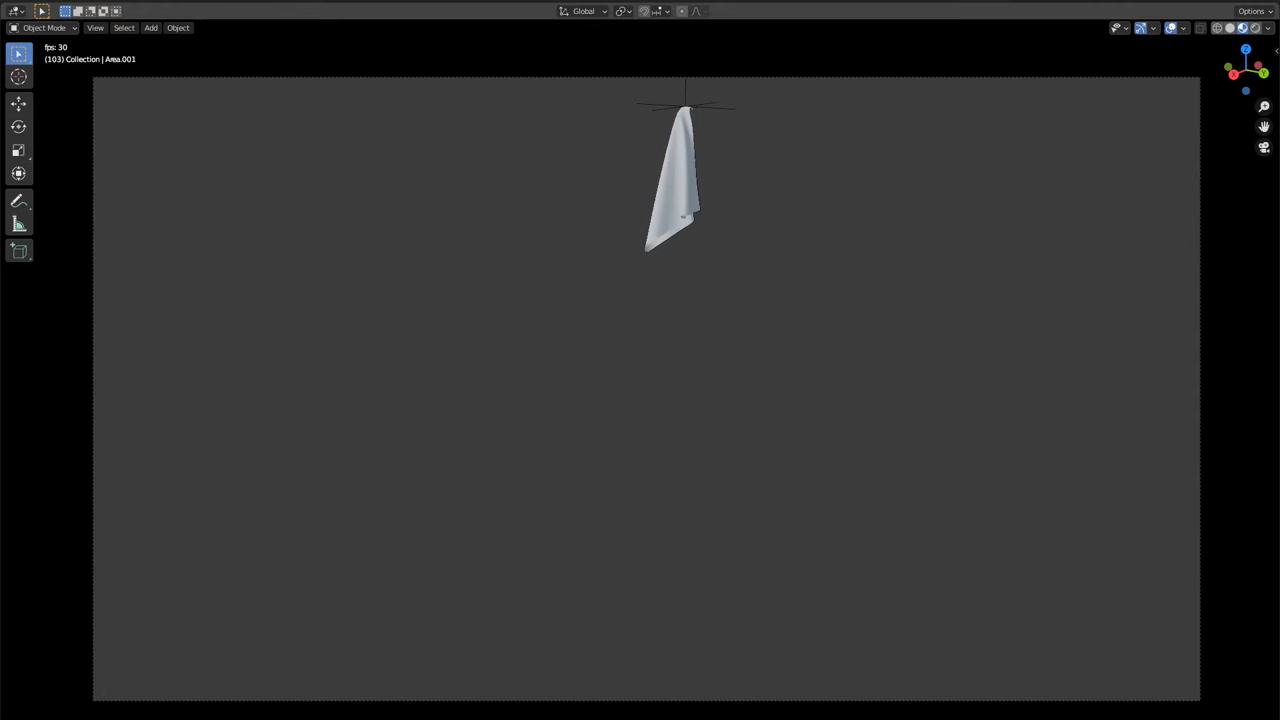 Global
Options
Object Mode
View
Select
Add
Object
fps: 30
(103) Collection | Area.001
Z
X
Y